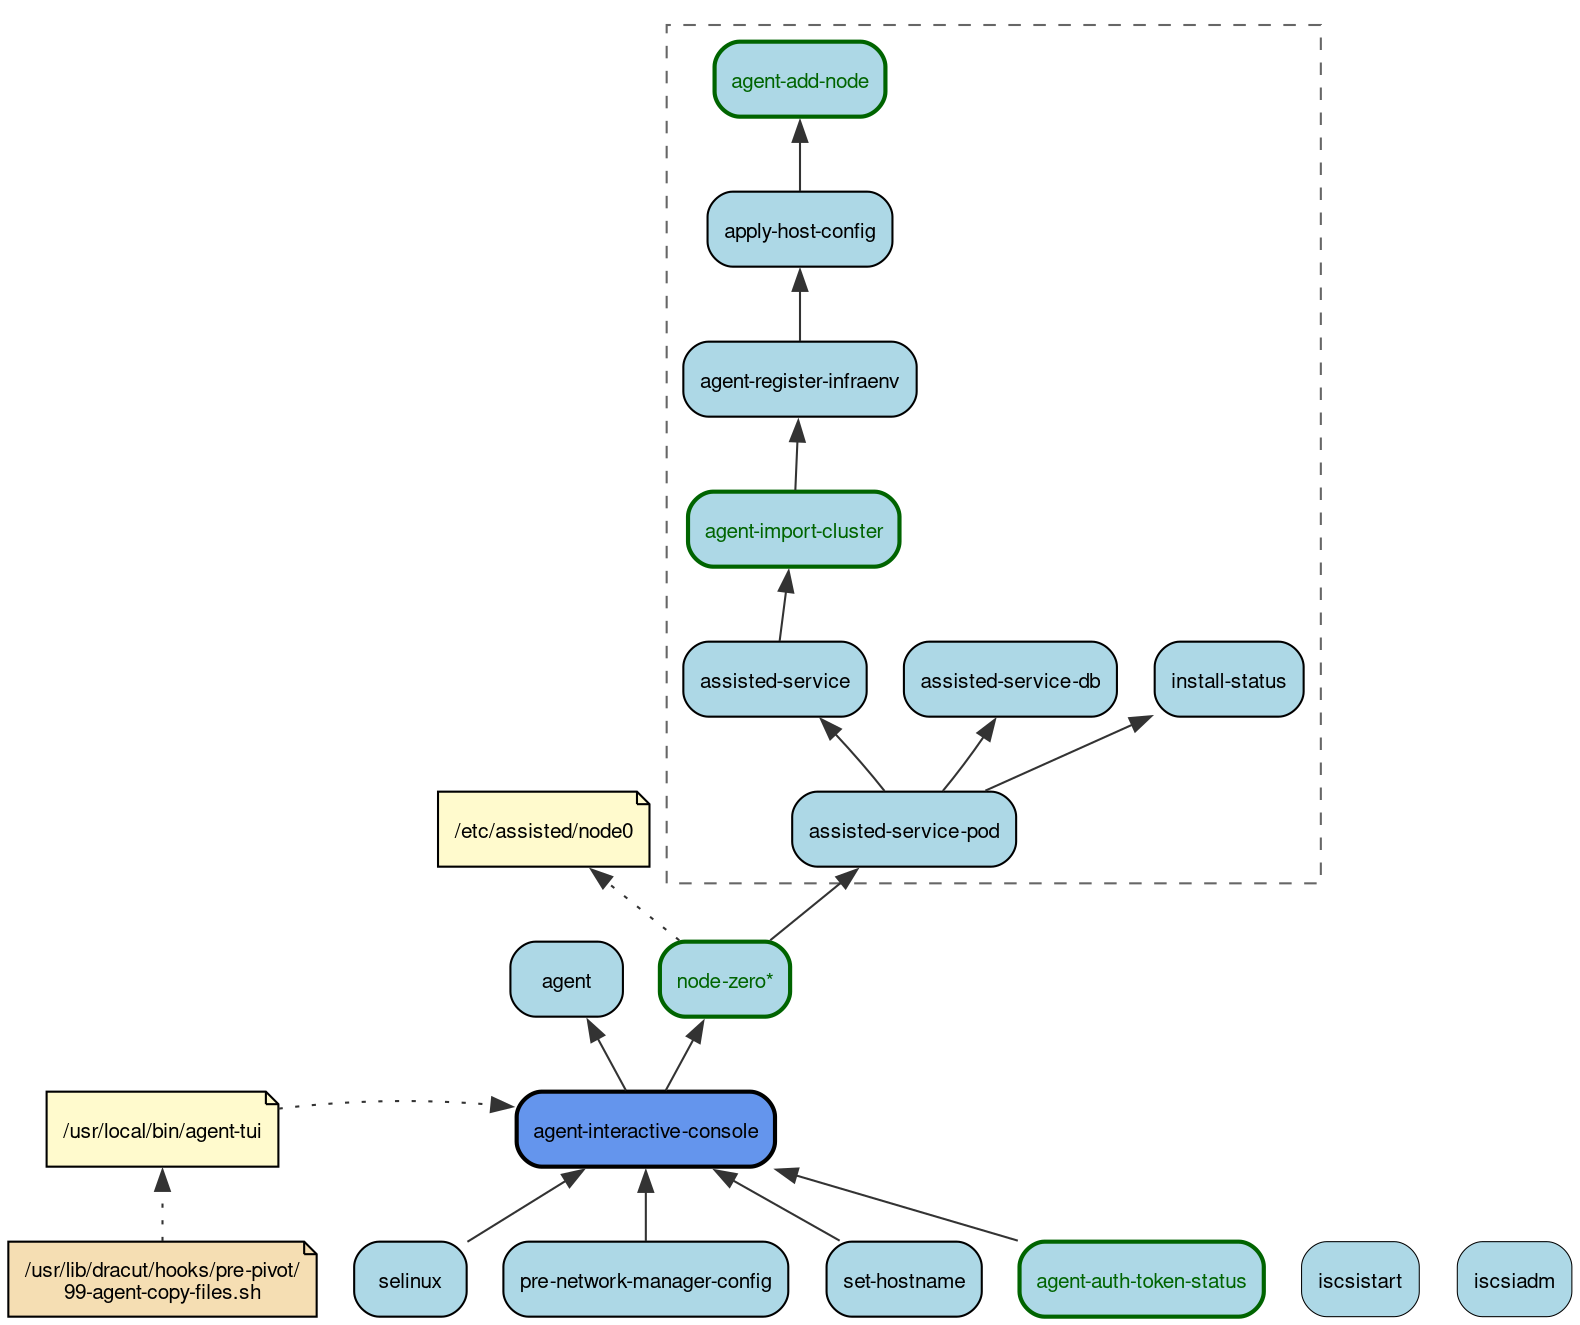 agent-add-node
apply-host-config
agent-register-infraenv
agent-import-cluster
assisted-service
assisted-service-db
install-status
/etc/assisted/node0
assisted-service-pod
agent
node-zero*
/usr/local/bin/agent-tui
agent-interactive-console
/usr/lib/dracut/hooks/pre-pivot/
99-agent-copy-files.sh
selinux
pre-network-manager-config
set-hostname
agent-auth-token-status
iscsistart
iscsiadm